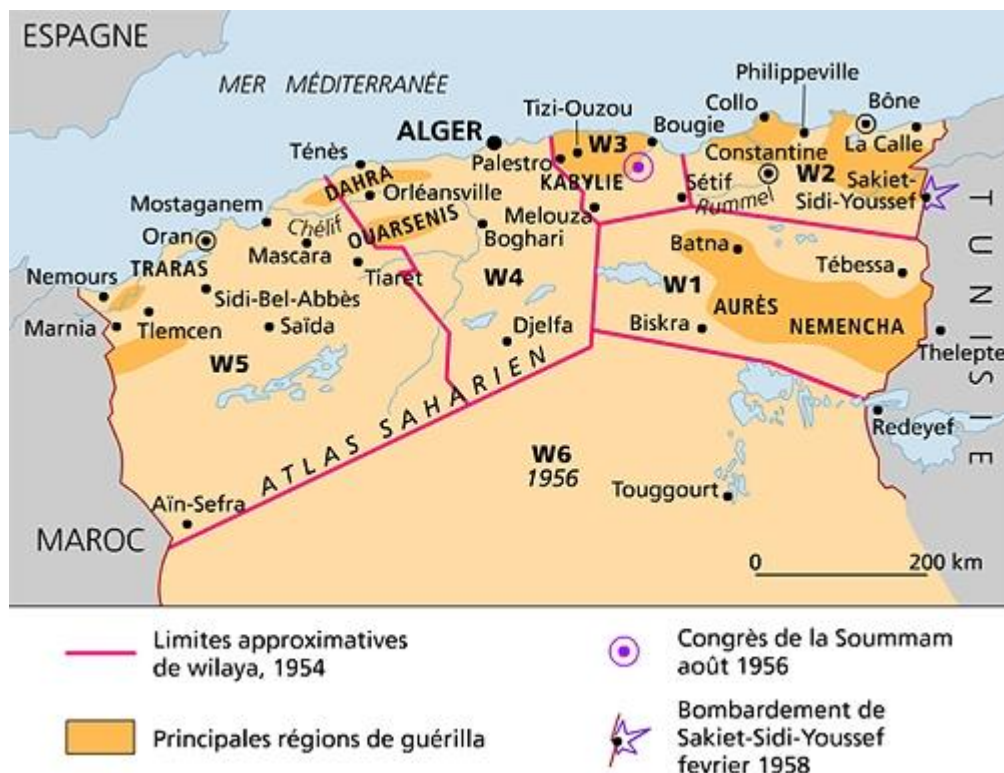 ESPAGNE
MER MÉDITERRANÉE
Philippeville
Tizi-Ouzou
Collo
Bône
ALGER
Bougie
Ténès
Palestro
W3
Constantine
La Calle
DAHRA
Orléansville
KABYLIE
Sétif
W2
Sakiet-
Sidi-Youssef
Rummel
Mostaganem
Chélif
OUARSENIS
Melouza
Oran
Mascara
Boghari
Batna
Tébessa
TRARAS
Tiaret
W4
W1
Nemours
Sidi-Bel-Abbès
AURÈS
Marnia
Tlemcen
Saïda
Djelfa
Biskra
NEMENCHA
Thelepte
W5
ATLAS SAHARIEN
Redeyef
W6
1956
Touggourt
Aïn-Sefra
MAROC
TUNISIE
0 200 km
Limites approximatives
de wilaya, 1954
Principales régions de guérilla
Congrès de la Soummam
août 1956
Bombardement de
Sakiet-Sidi-Youssef
fevrier 1958